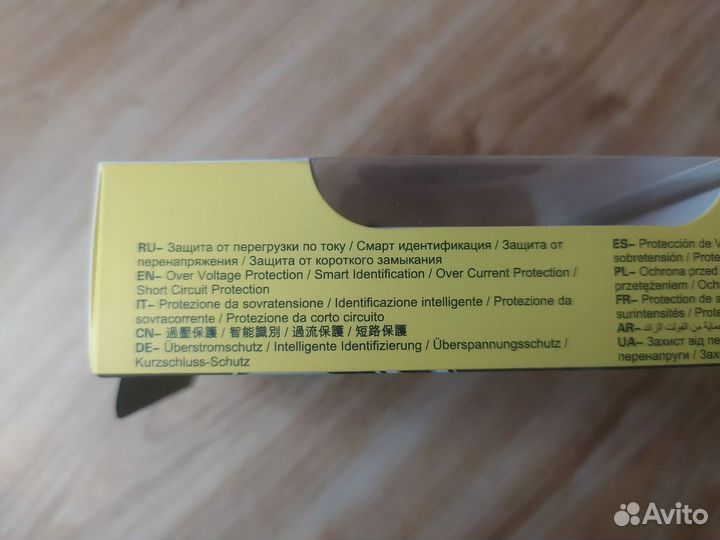 RU– Защита от перегрузки по току / Смарт идентификация / Защита от
перенапряжения / Защита от короткого замыкания
EN– Over Voltage Protection / Smart Identification / Over Current Protection /
Short Circuit Protection
IT– Protezione da sovratensione / Identificazione intelligente / Protezione da
sovracorrente / Protezione da corto circuito
CN– 過壓保護 / 智能識別 / 過流保護 / 短路保護
DE– Überstromschutz / Intelligente Identifizierung / Überspannungsschutz /
Kurzschluss-Schutz
ES– Protección de
sobretensión /
PL– Ochrona przed
przetężeniem /
FR– Protection de
surintensités /
AR– حماية من الفولت الزائد
UA– Захист від
перенапруги /
Avito